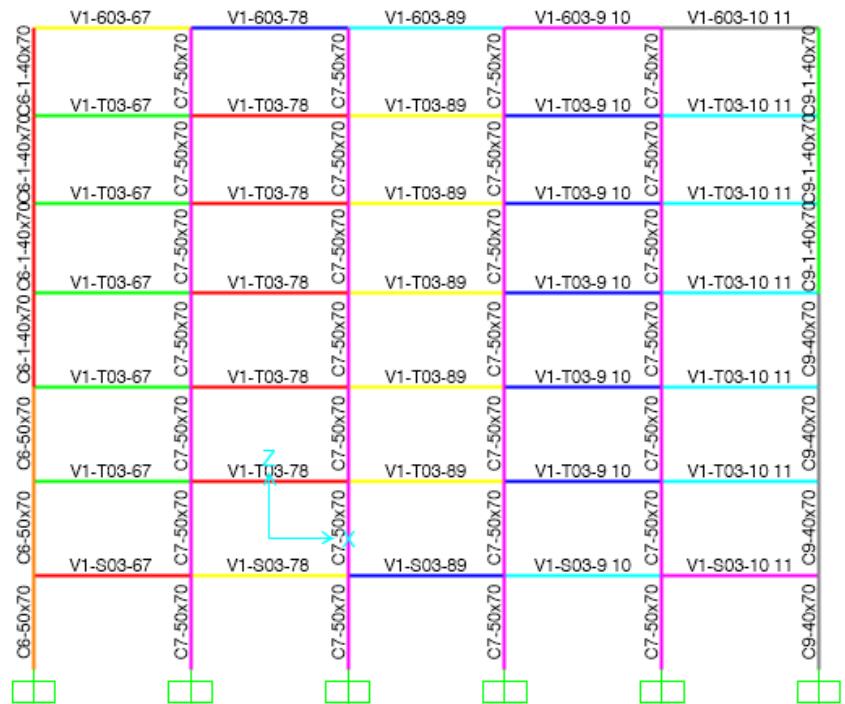 V1-603-67 V1-603-78 V1-603-89 V1-603-9 10 V1-603-10 11
C6-1-40x70 C7-50x70 C7-50x70 C7-50x70 C7-50x70 C9-1-40x70
V1-T03-67 V1-T03-78 V1-T03-89 V1-T03-9 10 V1-T03-10 11
C6-1-40x70 C7-50x70 C7-50x70 C7-50x70 C7-50x70 C9-1-40x70
V1-T03-67 V1-T03-78 V1-T03-89 V1-T03-9 10 V1-T03-10 11
C6-1-40x70 C7-50x70 C7-50x70 C7-50x70 C7-50x70 C9-1-40x70
V1-T03-67 V1-T03-78 V1-T03-89 V1-T03-9 10 V1-T03-10 11
C6-1-40x70 C7-50x70 C7-50x70 C7-50x70 C7-50x70 C9-40x70
V1-T03-67 V1-T03-78 V1-T03-89 V1-T03-9 10 V1-T03-10 11
C6-50x70 C7-50x70 C7-50x70 C7-50x70 C7-50x70 C9-40x70
Z
V1-T03-67 V1-T03-78 V1-T03-89 V1-T03-9 10 V1-T03-10 11
C6-50x70 C7-50x70 C7-50x70 C7-50x70 C7-50x70 C9-40x70
X
V1-S03-67 V1-S03-78 V1-S03-89 V1-S03-9 10 V1-S03-10 11
C6-50x70 C7-50x70 C7-50x70 C7-50x70 C7-50x70 C9-40x70